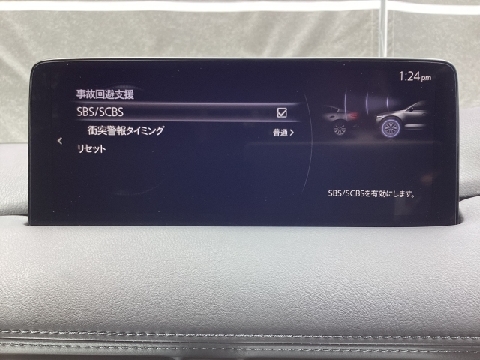 1:24pm
事故回避支援
SBS/SCBS
衝突警報タイミング
普通 >
<
リセット
SBS/SCBSを有効にします。